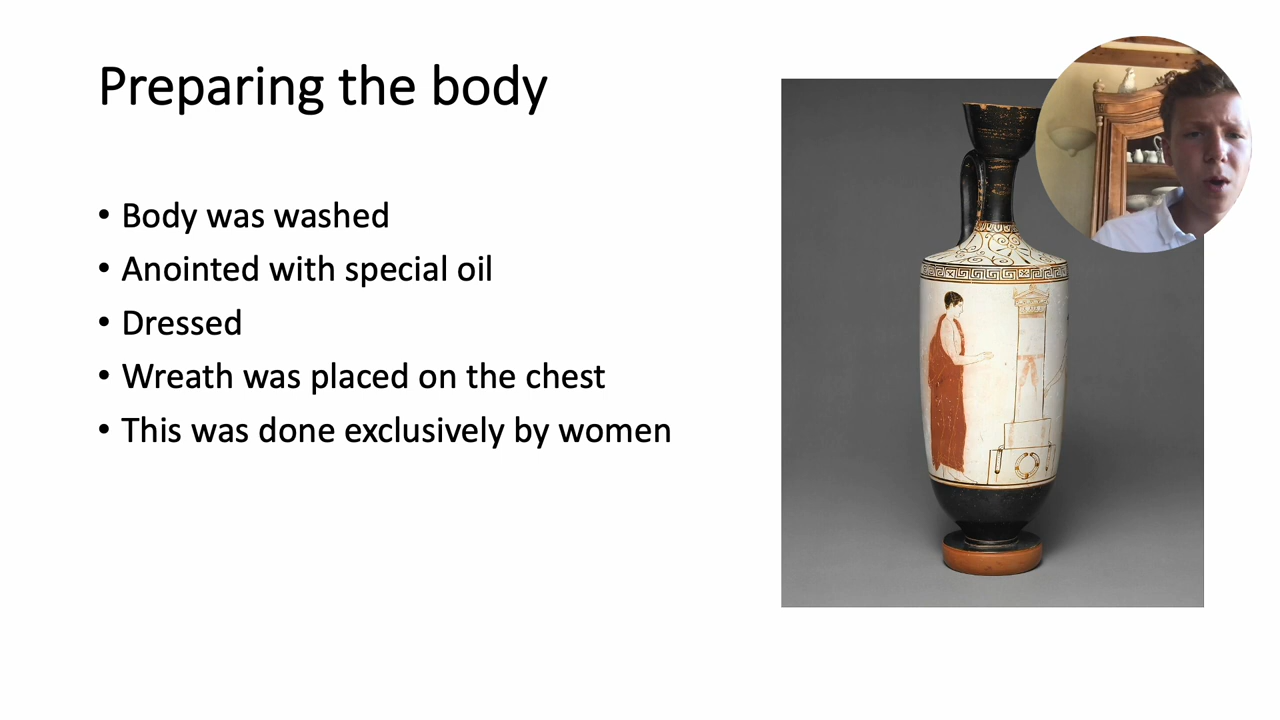 Preparing the body
• Body was washed
• Anointed with special oil
• Dressed
• Wreath was placed on the chest
• This was done exclusively by women